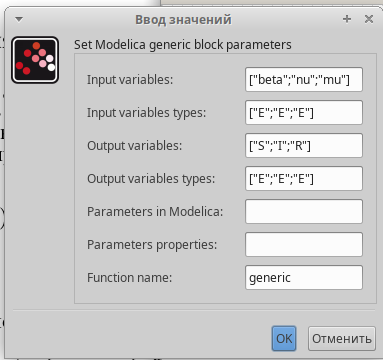 Ввод значений
Set Modelica generic block parameters
Input variables: ["beta";"nu";"mu"]
Input variables types: ["E";"E";"E"]
Output variables: ["S";"I";"R"]
Output variables types: ["E";"E";"E"]
Parameters in Modelica:
Parameters properties:
Function name: generic
OK Отменить